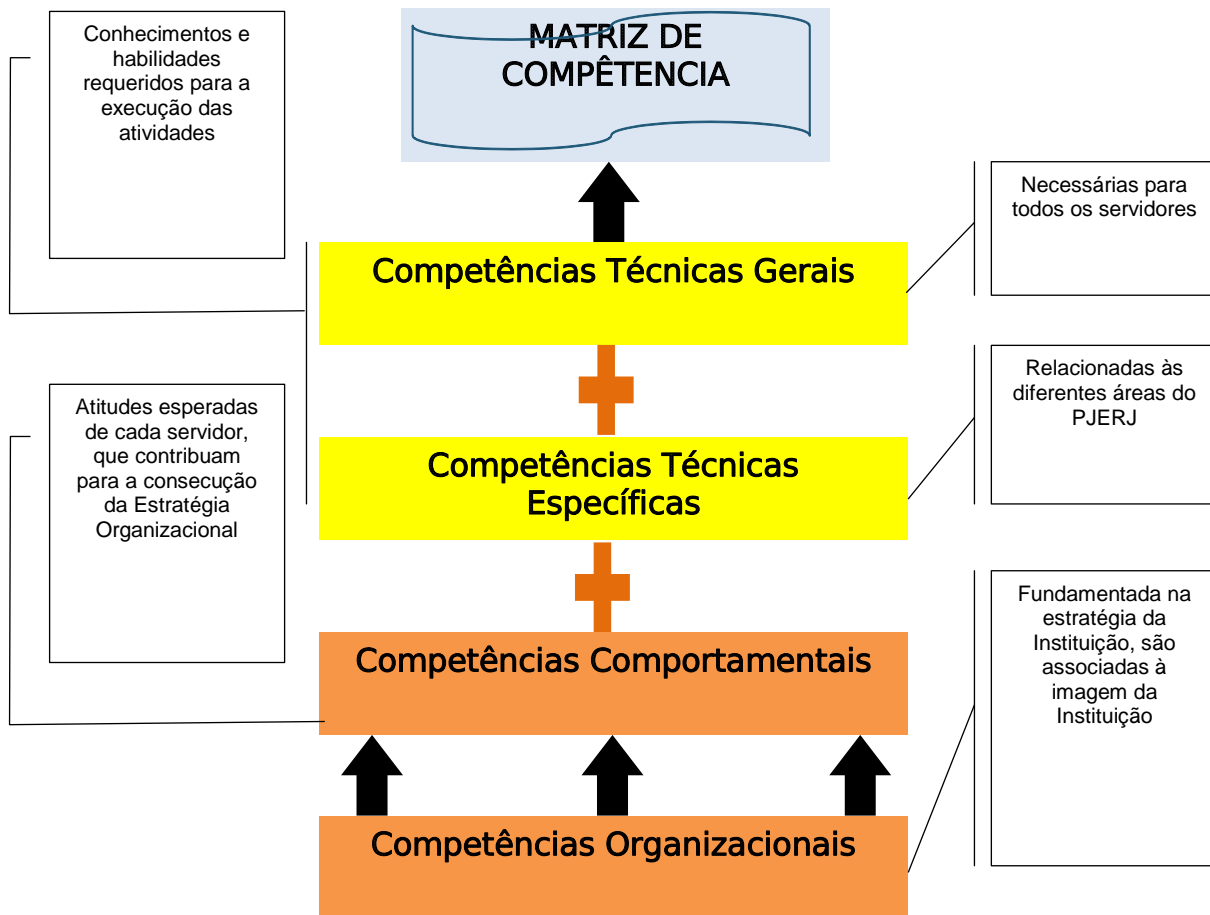 MATRIZ DE
COMPÊTENCIA
Conhecimentos e
habilidades
requeridos para a
execução das
atividades
Necessárias para
todos os servidores
Competências Técnicas Gerais
Relacionadas às
diferentes áreas do
PJERJ
Atitudes esperadas
de cada servidor,
que contribuam
para a consecução
da Estratégia
Organizacional
Competências Técnicas
Específicas
Fundamentada na
estratégia da
Instituição, são
associadas à
imagem da
Instituição
Competências Comportamentais
Competências Organizacionais